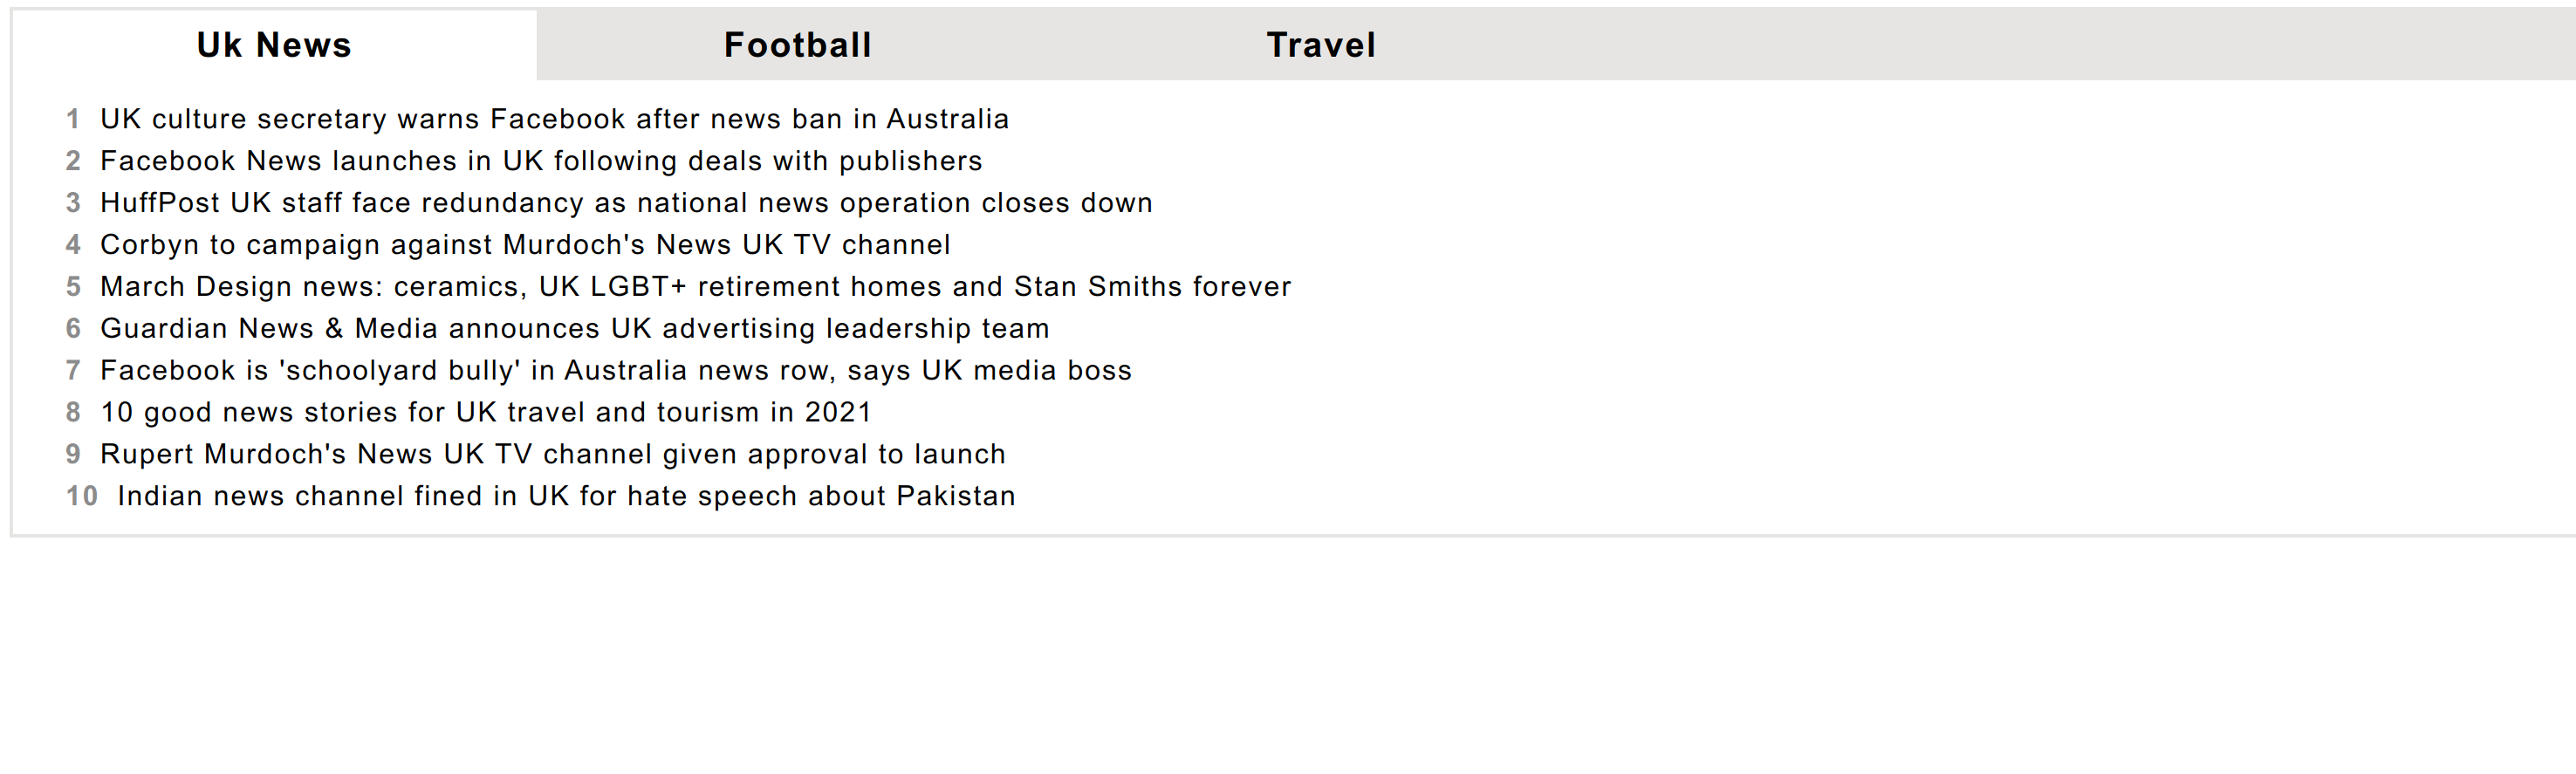 Uk News Football Travel
1 UK culture secretary warns Facebook after news ban in Australia
2 Facebook News launches in UK following deals with publishers
3 HuffPost UK staff face redundancy as national news operation closes down
4 Corbyn to campaign against Murdoch's News UK TV channel
5 March Design news: ceramics, UK LGBT+ retirement homes and Stan Smiths forever
6 Guardian News & Media announces UK advertising leadership team
7 Facebook is 'schoolyard bully' in Australia news row, says UK media boss
8 10 good news stories for UK travel and tourism in 2021
9 Rupert Murdoch's News UK TV channel given approval to launch
10 Indian news channel fined in UK for hate speech about Pakistan